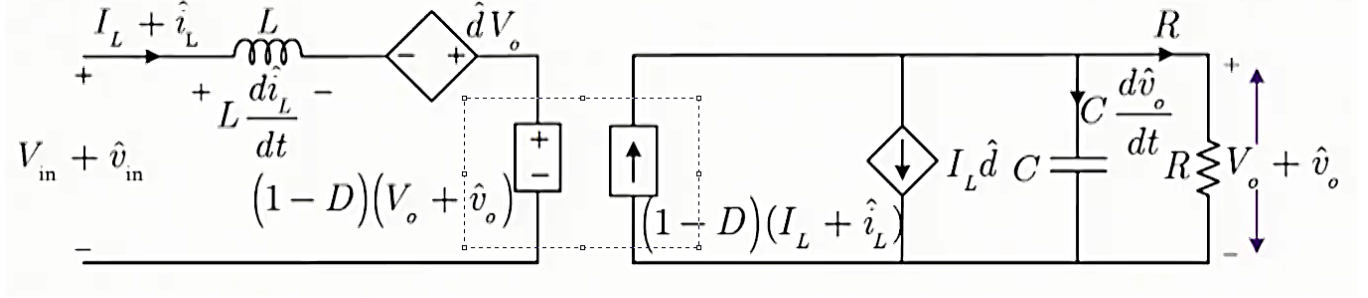 I_L + î_L L d̂V_o R
+ + L dî_L/dt − − + + − C dv̂_o/dt +
V_in + v̂_in (1 − D)(V_o + v̂_o) I_L d̂ C R V_o + v̂_o
(1 − D)(I_L + î_L)
− −